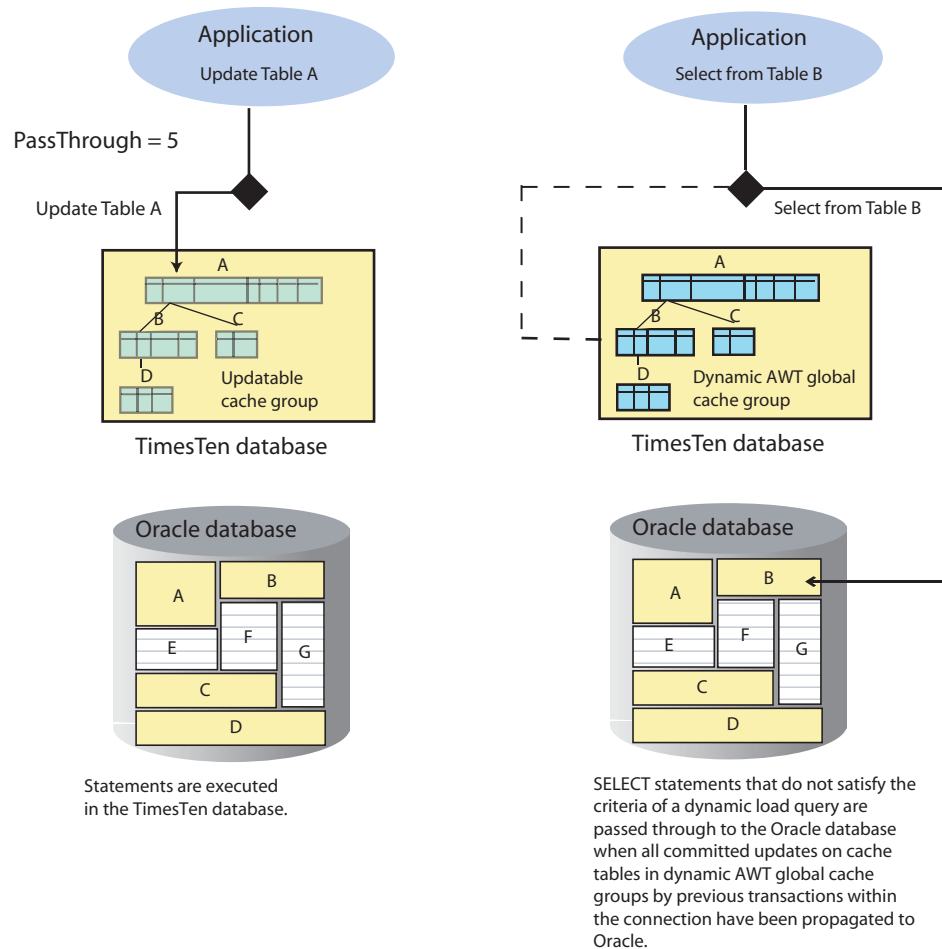 Application
Update Table A
PassThrough = 5
Update Table A
A
B
C
D
Updatable
cache group
TimesTen database
Oracle database
A
B
E
F
G
C
D
Statements are executed
in the TimesTen database.
Application
Select from Table B
Select from Table B
A
B
C
D
Dynamic AWT global
cache group
TimesTen database
Oracle database
A
B
E
F
G
C
D
SELECT statements that do not satisfy the
criteria of a dynamic load query are
passed through to the Oracle database
when all committed updates on cache
tables in dynamic AWT global cache
groups by previous transactions within
the connection have been propagated to
Oracle.